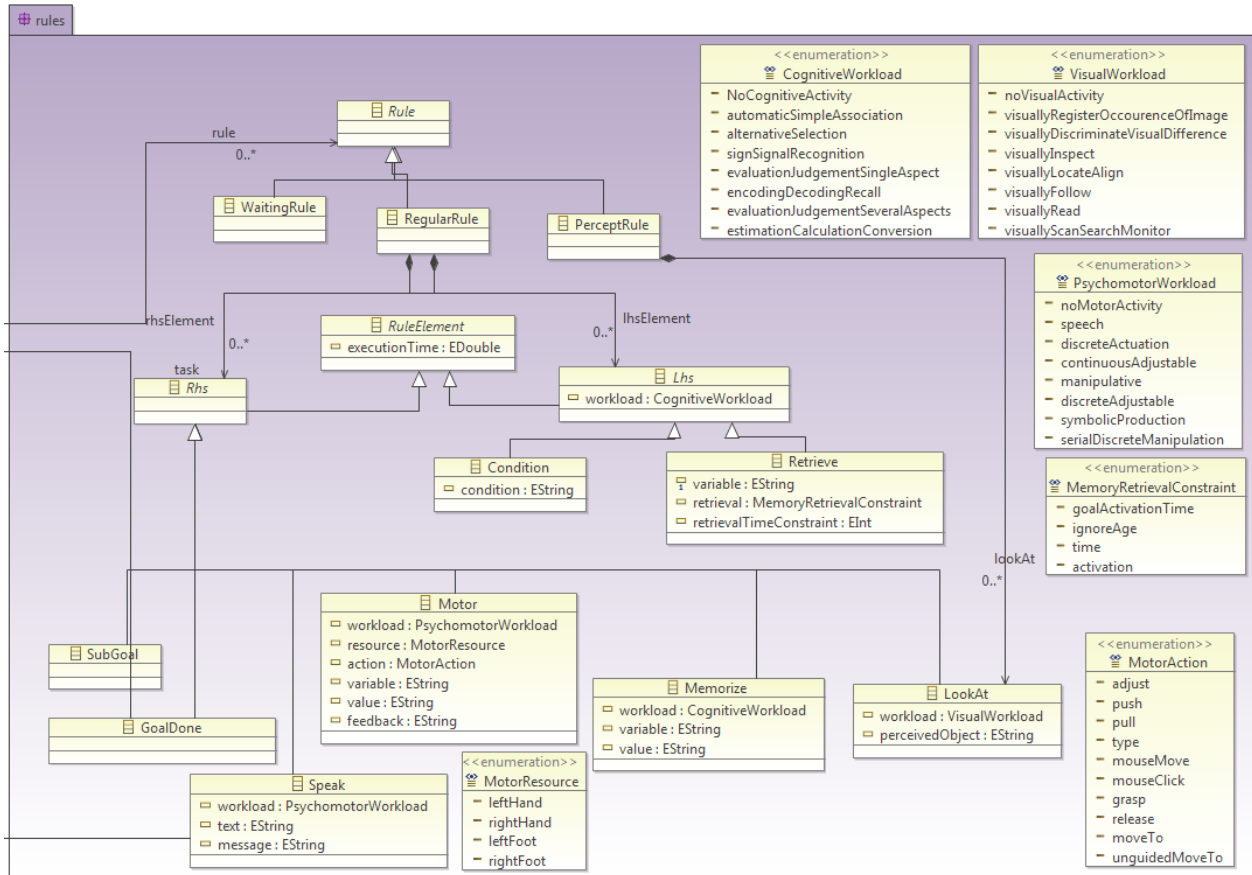 rules
<<enumeration>>
CognitiveWorkload
NoCognitiveActivity
automaticSimpleAssociation
alternativeSelection
signSignalRecognition
evaluationJudgementSingleAspect
encodingDecodingRecall
evaluationJudgementSeveralAspects
estimationCalculationConversion
<<enumeration>>
VisualWorkload
noVisualActivity
visuallyRegisterOccourenceOfImage
visuallyDiscriminateVisualDifference
visuallyInspect
visuallyLocateAlign
visuallyFollow
visuallyRead
visuallyScanSearchMonitor
Rule
rule
0..*
WaitingRule
RegularRule
PerceptRule
<<enumeration>>
PsychomotorWorkload
noMotorActivity
speech
discreteActuation
continuousAdjustable
manipulative
discreteAdjustable
symbolicProduction
serialDiscreteManipulation
rhsElement
0..*
RuleElement
executionTime : EDouble
lhsElement
0..*
task
Rhs
Lhs
workload : CognitiveWorkload
Condition
condition : EString
Retrieve
1
variable : EString
retrieval : MemoryRetrievalConstraint
retrievalTimeConstraint : EInt
<<enumeration>>
MemoryRetrievalConstraint
goalActivationTime
ignoreAge
time
activation
lookAt
0..*
Motor
workload : PsychomotorWorkload
resource : MotorResource
action : MotorAction
variable : EString
value : EString
feedback : EString
SubGoal
GoalDone
Memorize
workload : CognitiveWorkload
variable : EString
value : EString
LookAt
workload : VisualWorkload
perceivedObject : EString
<<enumeration>>
MotorAction
adjust
push
pull
type
mouseMove
mouseClick
grasp
release
moveTo
unguidedMoveTo
Speak
workload : PsychomotorWorkload
text : EString
message : EString
<<enumeration>>
MotorResource
leftHand
rightHand
leftFoot
rightFoot